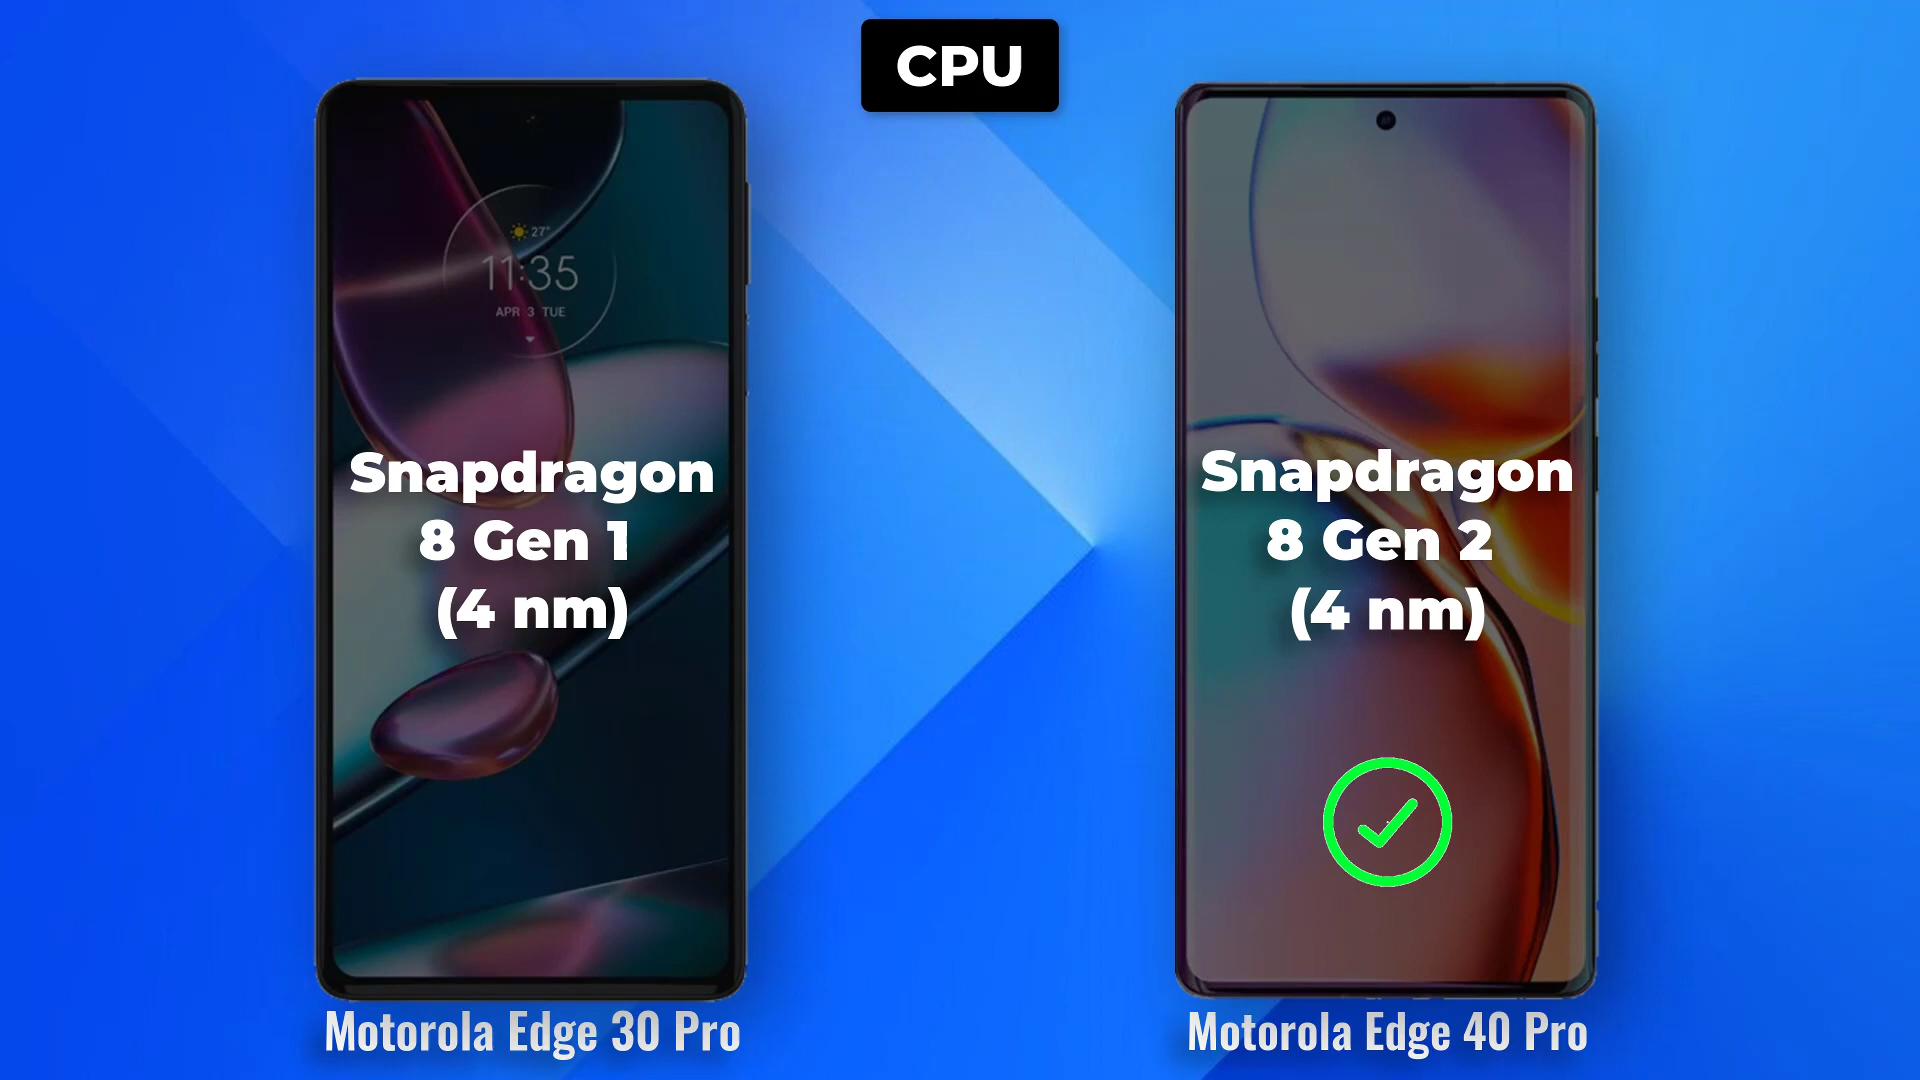 CPU
27°
11:35
APR 3 TUE
Snapdragon
8 Gen 1
(4 nm)
Motorola Edge 30 Pro
Snapdragon
8 Gen 2
(4 nm)
Motorola Edge 40 Pro